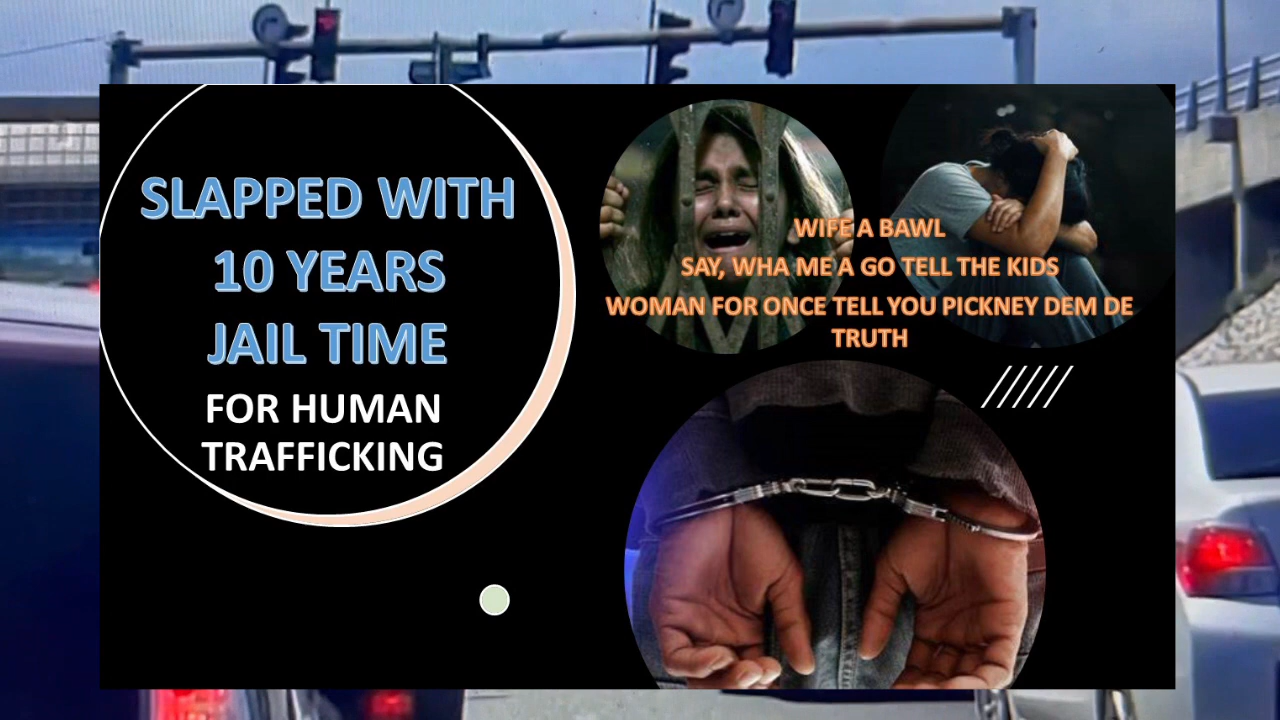 SLAPPED WITH
10 YEARS
JAIL TIME
FOR HUMAN
TRAFFICKING
WIFE A BAWL
SAY, WHA ME A GO TELL THE KIDS
WOMAN FOR ONCE TELL YOU PICKNEY DEM DE
TRUTH